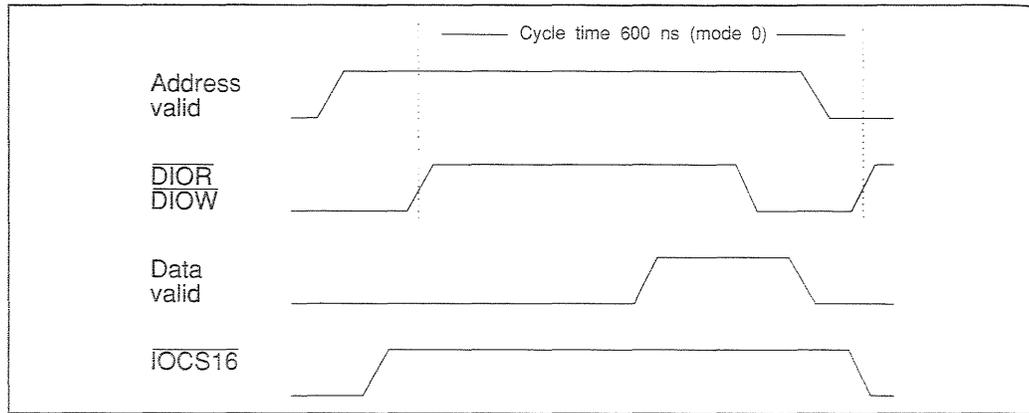 Cycle time 600 ns (mode 0)
Address
valid
DIOR
DIOW
Data
valid
IOCS16